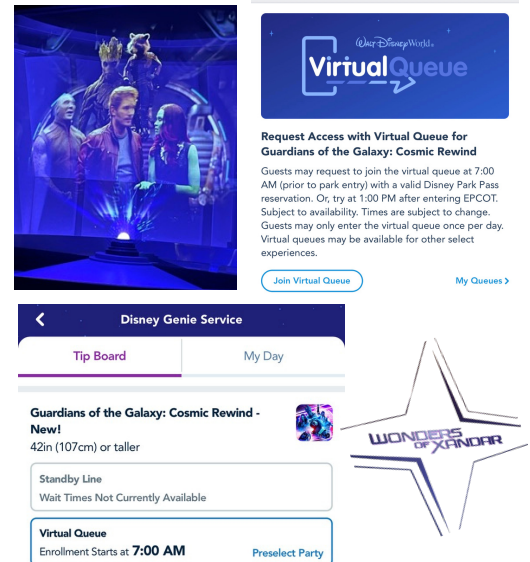 Walt Disney World®
Virtual Queue
Request Access with Virtual Queue for
Guardians of the Galaxy: Cosmic Rewind
Guests may request to join the virtual queue at 7:00
AM (prior to park entry) with a valid Disney Park Pass
reservation. Or, try at 1:00 PM after entering EPCOT.
Subject to availability. Times are subject to change.
Guests may only enter the virtual queue once per day.
Virtual queues may be available for other select
experiences.
Join Virtual Queue
My Queues
Disney Genie Service
Tip Board
My Day
Guardians of the Galaxy: Cosmic Rewind -
New!
42in (107cm) or taller
Standby Line
Wait Times Not Currently Available
Virtual Queue
Enrollment Starts at 7:00 AM
Preselect Party
WONDERS
OF XANDAR